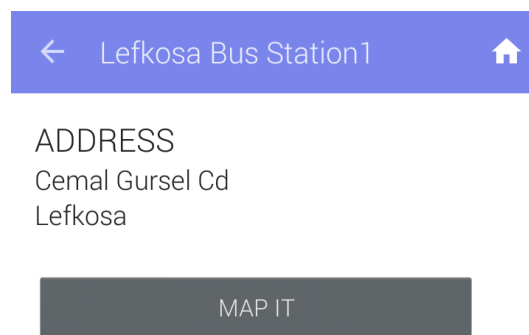 Lefkosa Bus Station1
ADDRESS
Cemal Gursel Cd
Lefkosa
MAP IT